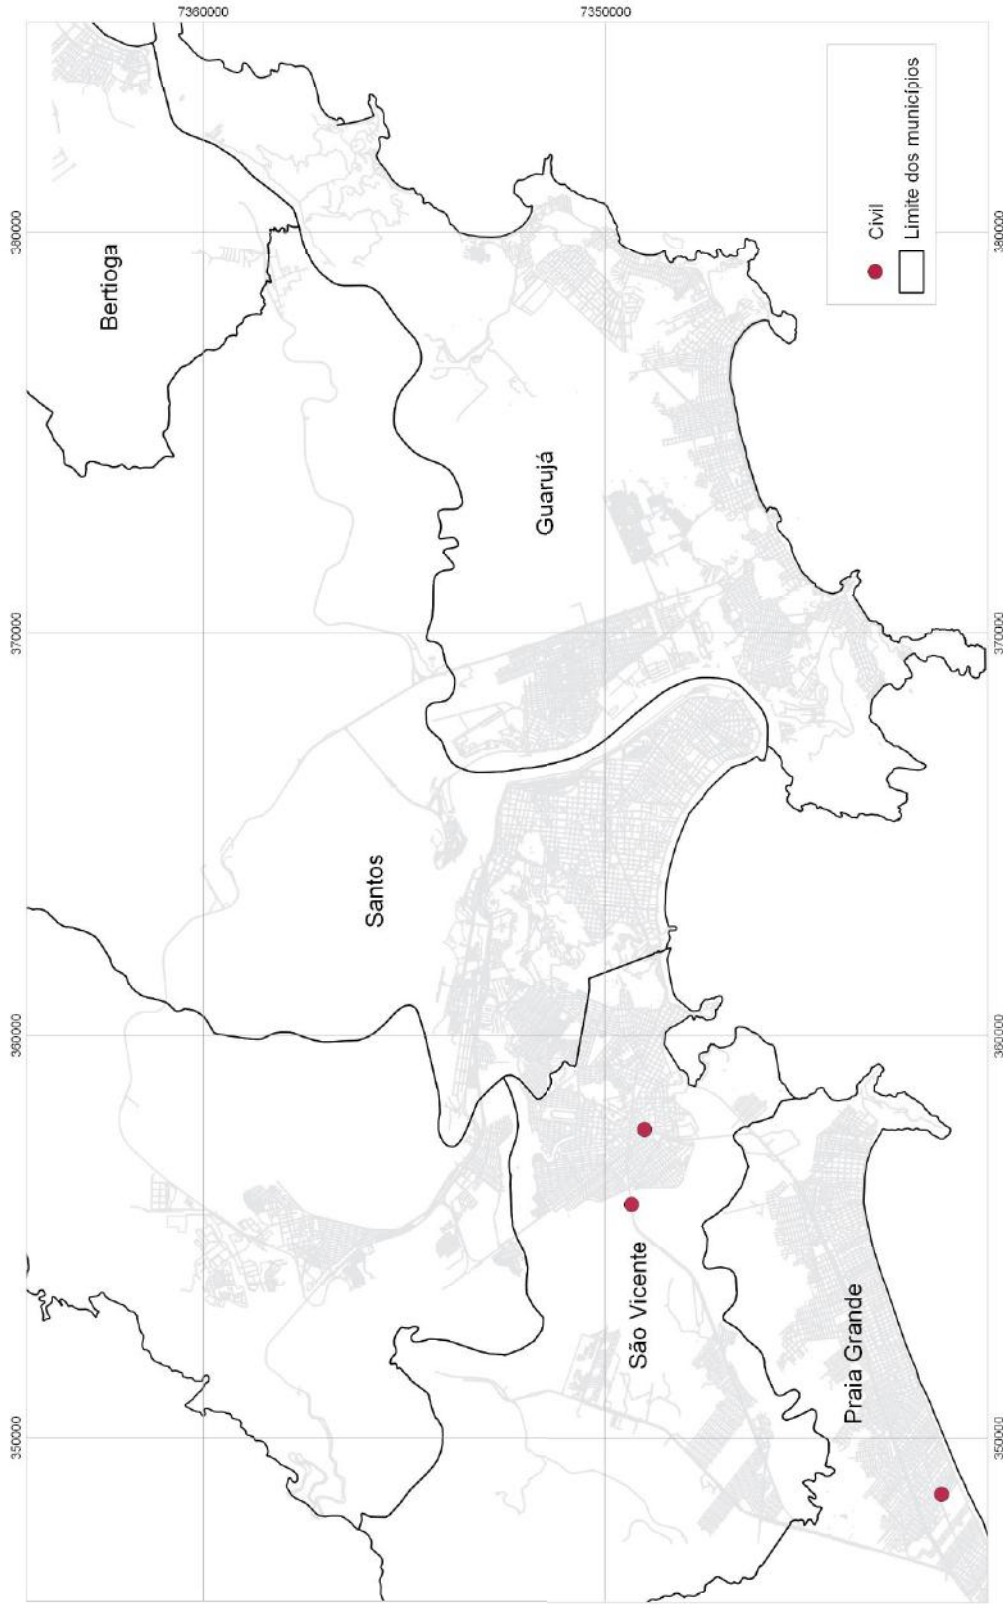 7360000
7350000
380000
370000
360000
350000
Bertioga
Guarujá
Santos
São Vicente
Praia Grande
Civil
Limite dos municípios
380000
370000
360000
350000